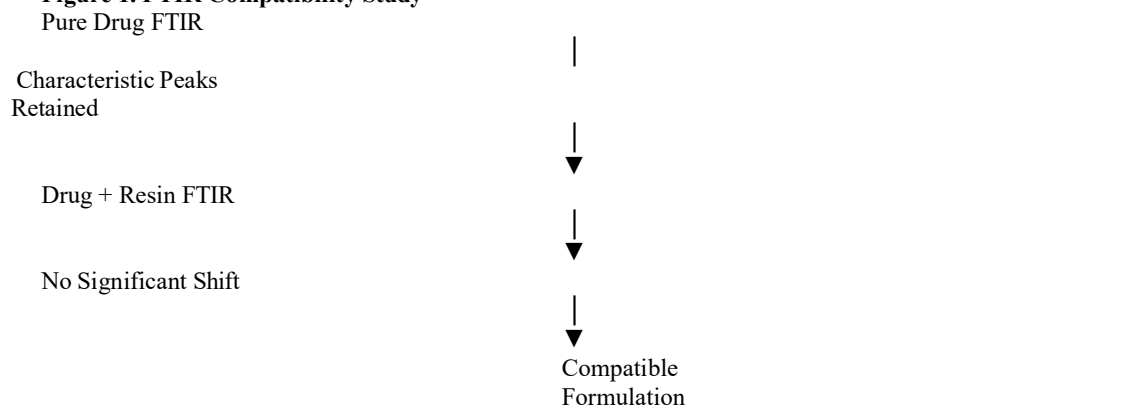 Figure 1. FTIR Compatibility Study
Pure Drug FTIR
Characteristic Peaks
Retained
Drug + Resin FTIR
No Significant Shift
Compatible
Formulation